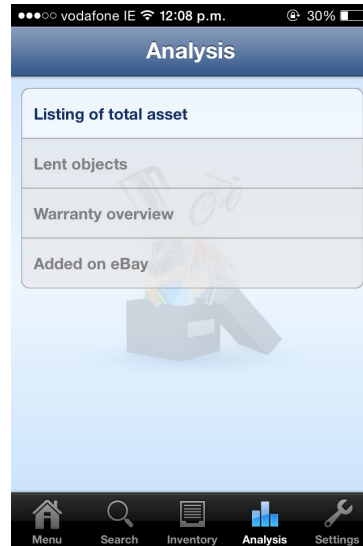 vodafone IE 12:08 p.m. 30%
Analysis
Listing of total asset
Lent objects
Warranty overview
Added on eBay
Menu Search Inventory Analysis Settings